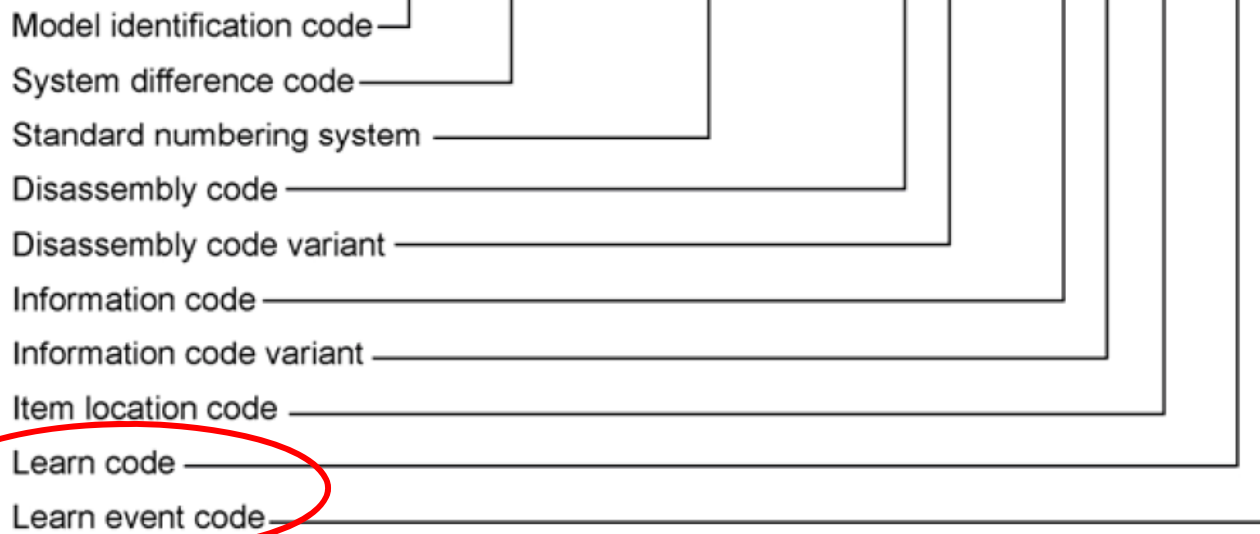 Model identification code
System difference code
Standard numbering system
Disassembly code
Disassembly code variant
Information code
Information code variant
Item location code
Learn code
Learn event code